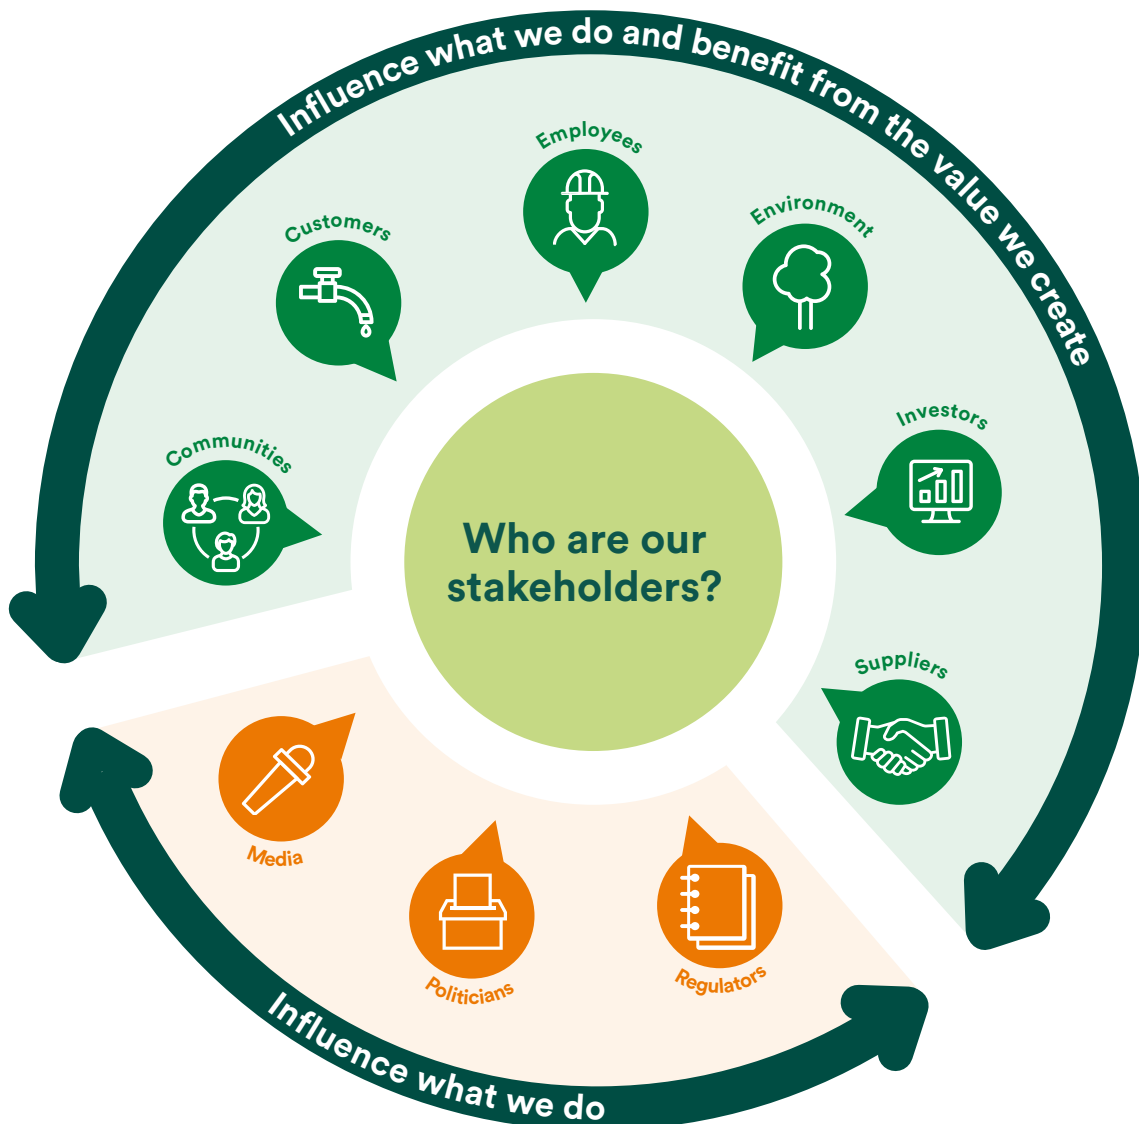 Influence what we do and benefit from the value we create
Employees
Environment
Customers
Investors
Communities
Who are our
stakeholders?
Suppliers
Media
Politicians
Regulators
Influence what we do